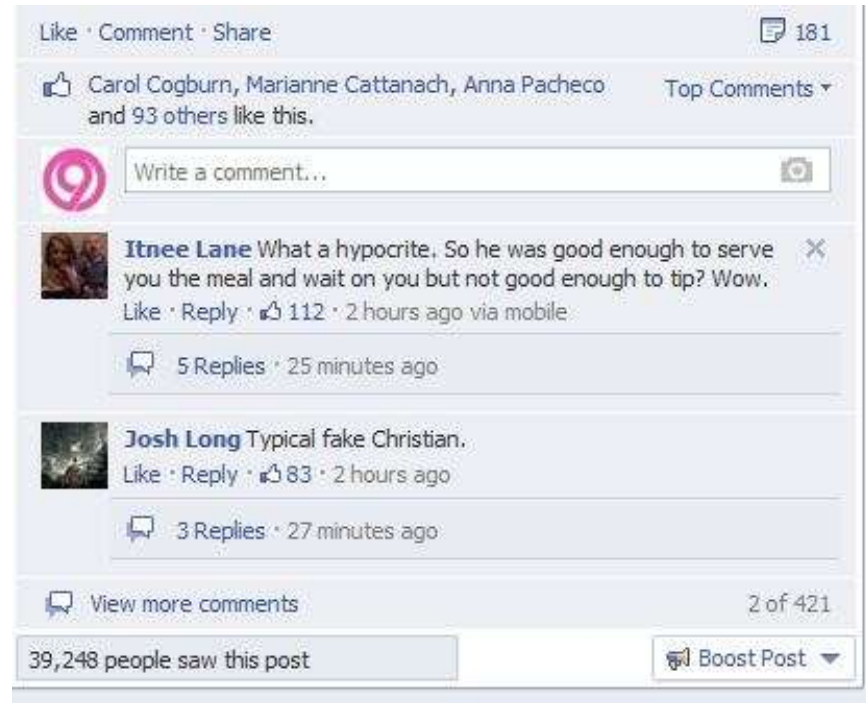 Like · Comment · Share 181
Carol Cogburn, Marianne Cattanach, Anna Pacheco Top Comments
and 93 others like this.
Write a comment...
Itnee Lane What a hypocrite. So he was good enough to serve
you the meal and wait on you but not good enough to tip? Wow.
Like · Reply · 112 · 2 hours ago via mobile
5 Replies · 25 minutes ago
Josh Long Typical fake Christian.
Like · Reply · 83 · 2 hours ago
3 Replies · 27 minutes ago
View more comments 2 of 421
39,248 people saw this post Boost Post